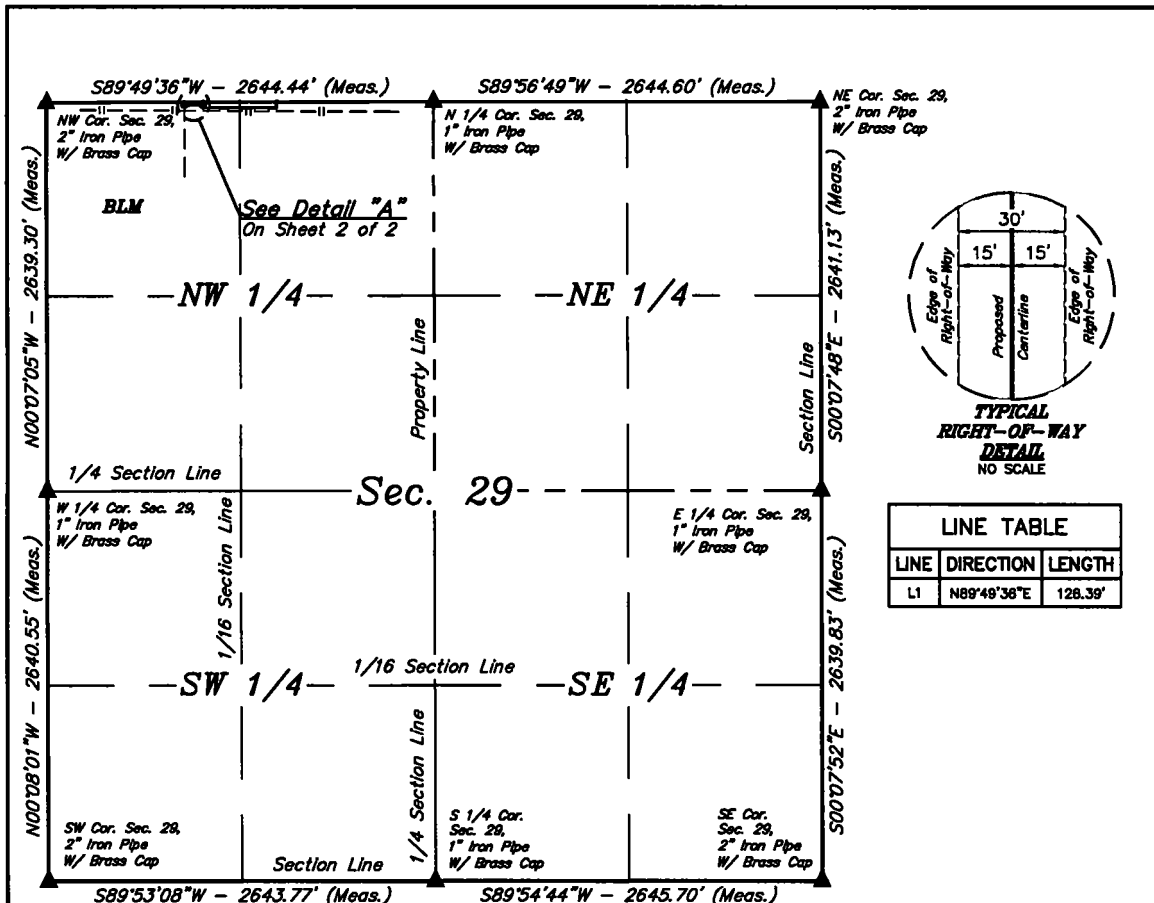 S89°49'36"W - 2644.44' (Meas.)
S89°56'49"W - 2644.60' (Meas.)
NW Cor. Sec. 29,
2" Iron Pipe
W/ Brass Cap
N 1/4 Cor. Sec. 29,
1" Iron Pipe
W/ Brass Cap
NE Cor. Sec. 29,
2" Iron Pipe
W/ Brass Cap
N00°07'05"W - 2639.30' (Meas.)
BLM
See Detail "A"
On Sheet 2 of 2
NW 1/4
NE 1/4
Property Line
Section Line
S00°07'48"E - 2641.13' (Meas.)
30'
15'
15'
Edge of
Right-of-Way
Proposed
Centerline
Edge of
Right-of-Way
TYPICAL
RIGHT-OF-WAY
DETAIL
NO SCALE
1/4 Section Line
Sec. 29
W 1/4 Cor. Sec. 29,
1" Iron Pipe
W/ Brass Cap
E 1/4 Cor. Sec. 29,
1" Iron Pipe
W/ Brass Cap
LINE TABLE
LINE DIRECTION LENGTH
L1 N89°49'36"E 128.39'
N00°08'01"W - 2640.55' (Meas.)
1/16 Section Line
1/16 Section Line
SW 1/4
SE 1/4
1/4 Section Line
S00°07'52"E - 2639.83' (Meas.)
SW Cor. Sec. 29,
2" Iron Pipe
W/ Brass Cap
S 1/4 Cor.
Sec. 29,
1" Iron Pipe
W/ Brass Cap
SE Cor.
Sec. 29,
2" Iron Pipe
W/ Brass Cap
Section Line
S89°53'08"W - 2643.77' (Meas.)
S89°54'44"W - 2645.70' (Meas.)